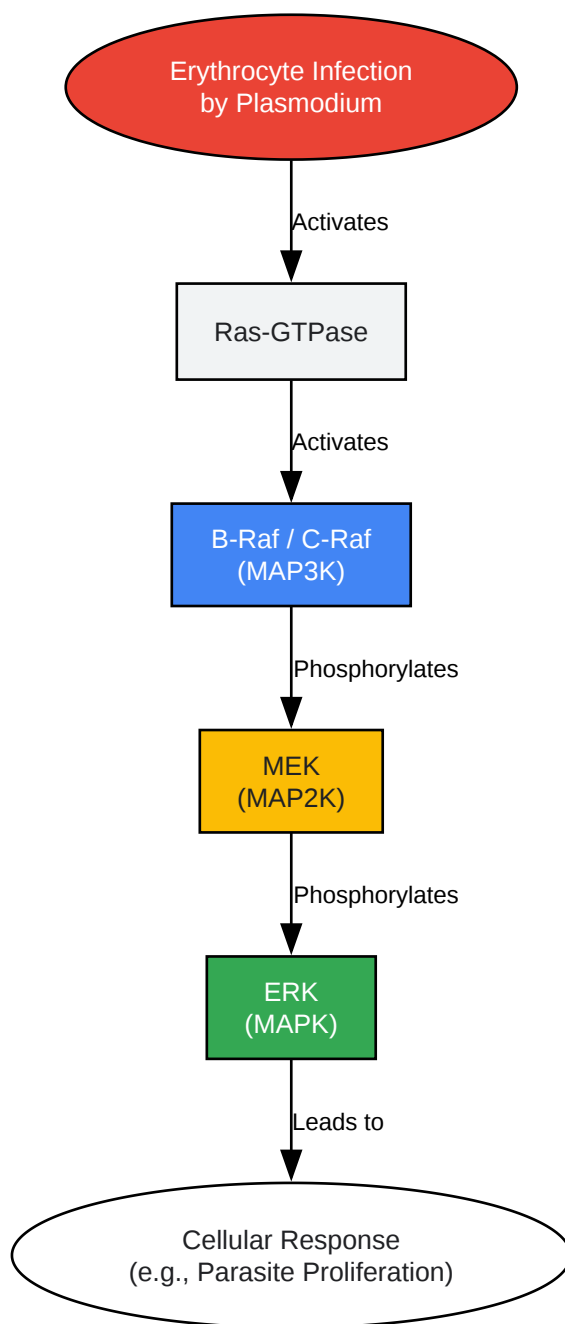 Erythrocyte Infection
by Plasmodium
Activates
Ras-GTPase
Activates
B-Raf / C-Raf
(MAP3K)
Phosphorylates
MEK
(MAP2K)
Phosphorylates
ERK
(MAPK)
Leads to
Cellular Response
(e.g., Parasite Proliferation)